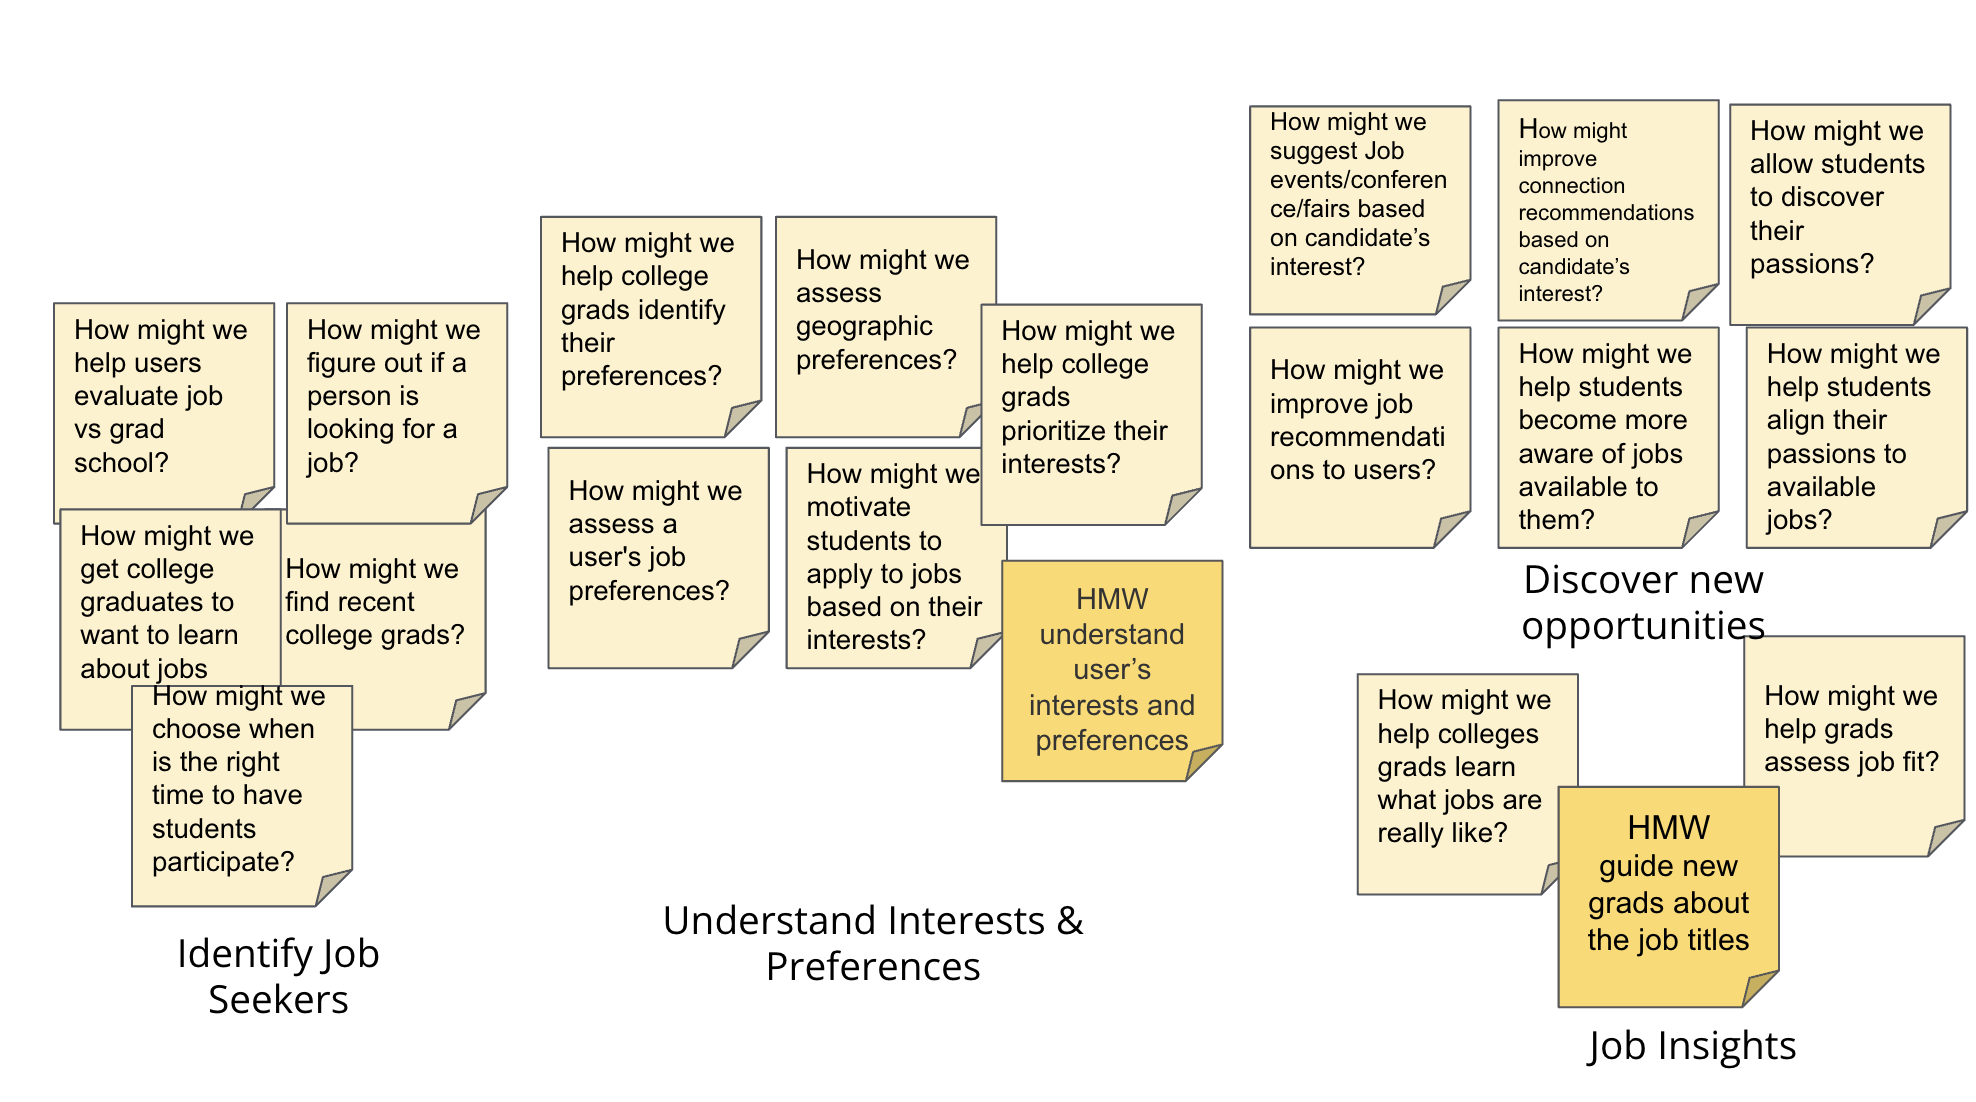 How might we
help users
evaluate job
vs grad
school?
How might we
figure out if a
person is
looking for a
job?
How might we
get college
graduates to
want to learn
about jobs
How might we
find recent
college grads?
How might we
choose when
is the right
time to have
students
participate?
Identify Job
Seekers
How might we
help college
grads identify
their
preferences?
How might we
assess
geographic
preferences?
How might we
help college
grads
prioritize their
interests?
How might we
assess a
user's job
preferences?
How might we
motivate
students to
apply to jobs
based on their
interests?
HMW
understand
user’s
interests and
preferences
Understand Interests &
Preferences
How might we
suggest Job
events/conferen
ce/fairs based
on candidate’s
interest?
How might
improve
connection
recommendations
based on
candidate’s
interest?
How might we
allow students
to discover
their
passions?
How might we
improve job
recommendati
ons to users?
How might we
help students
become more
aware of jobs
available to
them?
How might we
help students
align their
passions to
available
jobs?
Discover new
opportunities
How might we
help colleges
grads learn
what jobs are
really like?
How might we
help grads
assess job fit?
HMW
guide new
grads about
the job titles
Job Insights